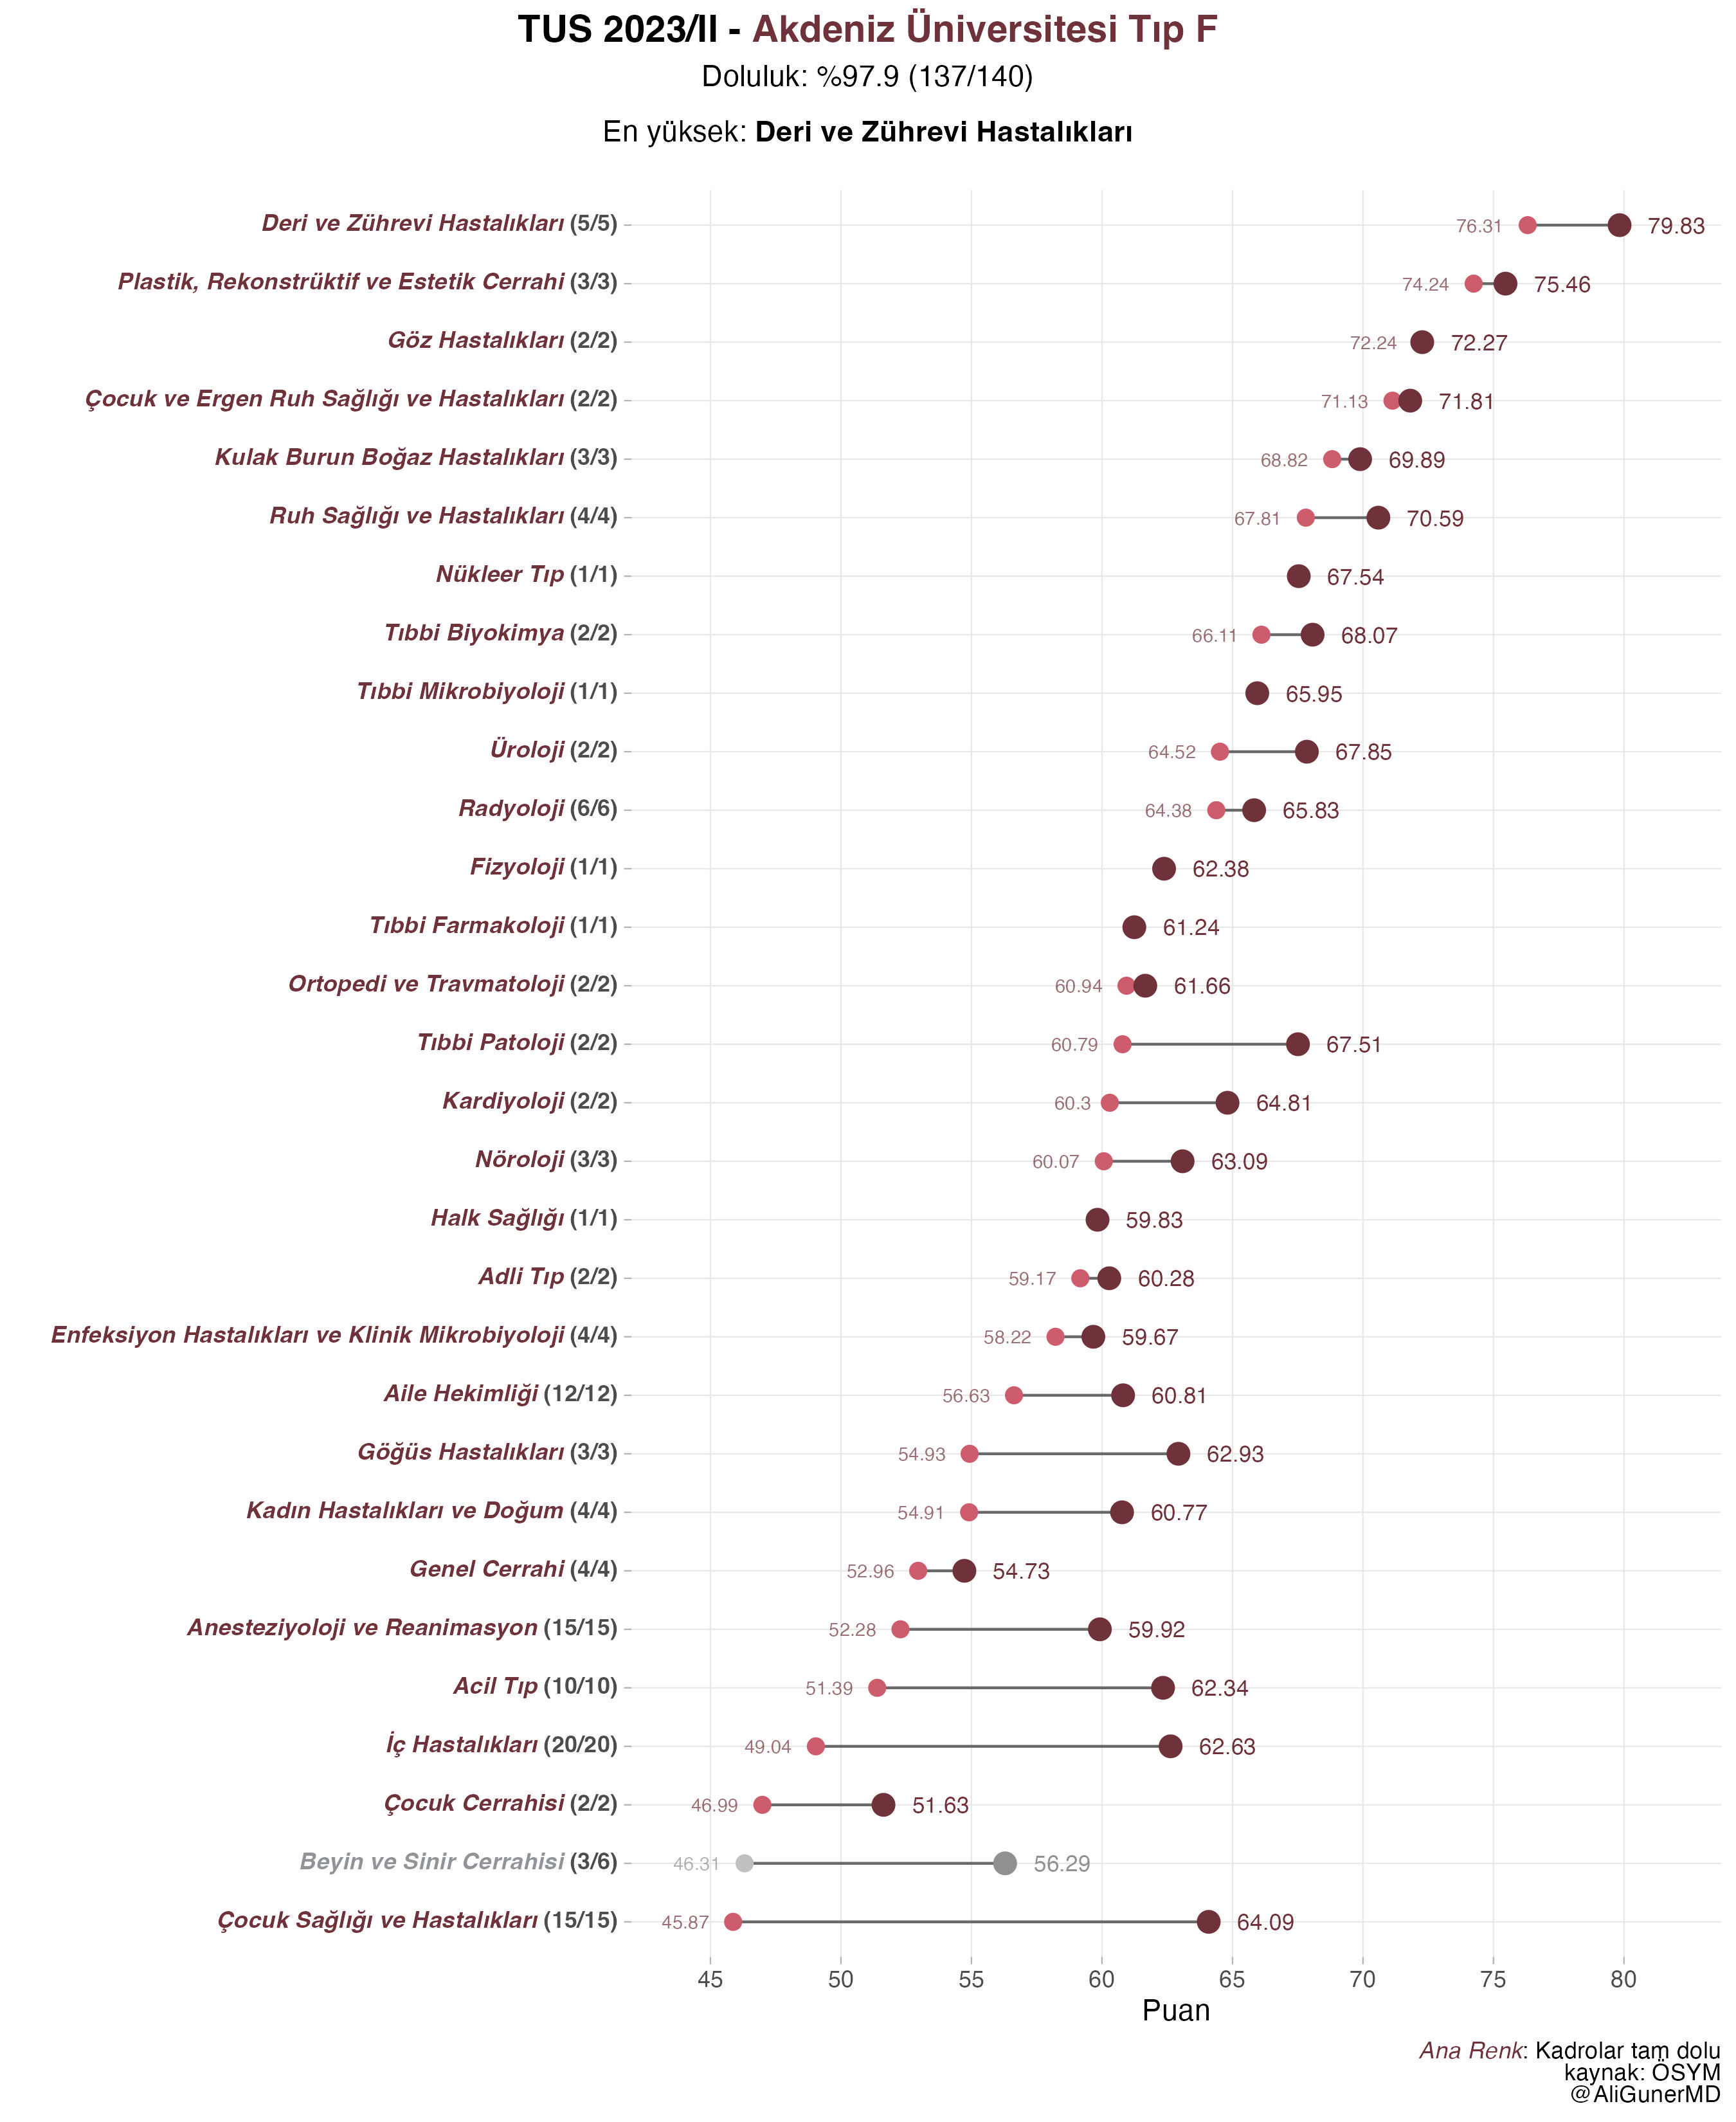 TUS 2023/II - Akdeniz Üniversitesi Tıp F
Doluluk: %97.9 (137/140)
En yüksek: Deri ve Zührevi Hastalıkları
Deri ve Zührevi Hastalıkları (5/5) 76.31 79.83
Plastik, Rekonstrüktif ve Estetik Cerrahi (3/3) 74.24 75.46
Göz Hastalıkları (2/2) 72.24 72.27
Çocuk ve Ergen Ruh Sağlığı ve Hastalıkları (2/2) 71.13 71.81
Kulak Burun Boğaz Hastalıkları (3/3) 68.82 69.89
Ruh Sağlığı ve Hastalıkları (4/4) 67.81 70.59
Nükleer Tıp (1/1) 67.54
Tıbbi Biyokimya (2/2) 66.11 68.07
Tıbbi Mikrobiyoloji (1/1) 65.95
Üroloji (2/2) 64.52 67.85
Radyoloji (6/6) 64.38 65.83
Fizyoloji (1/1) 62.38
Tıbbi Farmakoloji (1/1) 61.24
Ortopedi ve Travmatoloji (2/2) 60.94 61.66
Tıbbi Patoloji (2/2) 60.79 67.51
Kardiyoloji (2/2) 60.3 64.81
Nöroloji (3/3) 60.07 63.09
Halk Sağlığı (1/1) 59.83
Adli Tıp (2/2) 59.17 60.28
Enfeksiyon Hastalıkları ve Klinik Mikrobiyoloji (4/4) 58.22 59.67
Aile Hekimliği (12/12) 56.63 60.81
Göğüs Hastalıkları (3/3) 54.93 62.93
Kadın Hastalıkları ve Doğum (4/4) 54.91 60.77
Genel Cerrahi (4/4) 52.96 54.73
Anesteziyoloji ve Reanimasyon (15/15) 52.28 59.92
Acil Tıp (10/10) 51.39 62.34
İç Hastalıkları (20/20) 49.04 62.63
Çocuk Cerrahisi (2/2) 46.99 51.63
Beyin ve Sinir Cerrahisi (3/6) 46.31 56.29
Çocuk Sağlığı ve Hastalıkları (15/15) 45.87 64.09
45 50 55 60 65 70 75 80
Puan
Ana Renk: Kadrolar tam dolu
kaynak: ÖSYM
@AliGunerMD